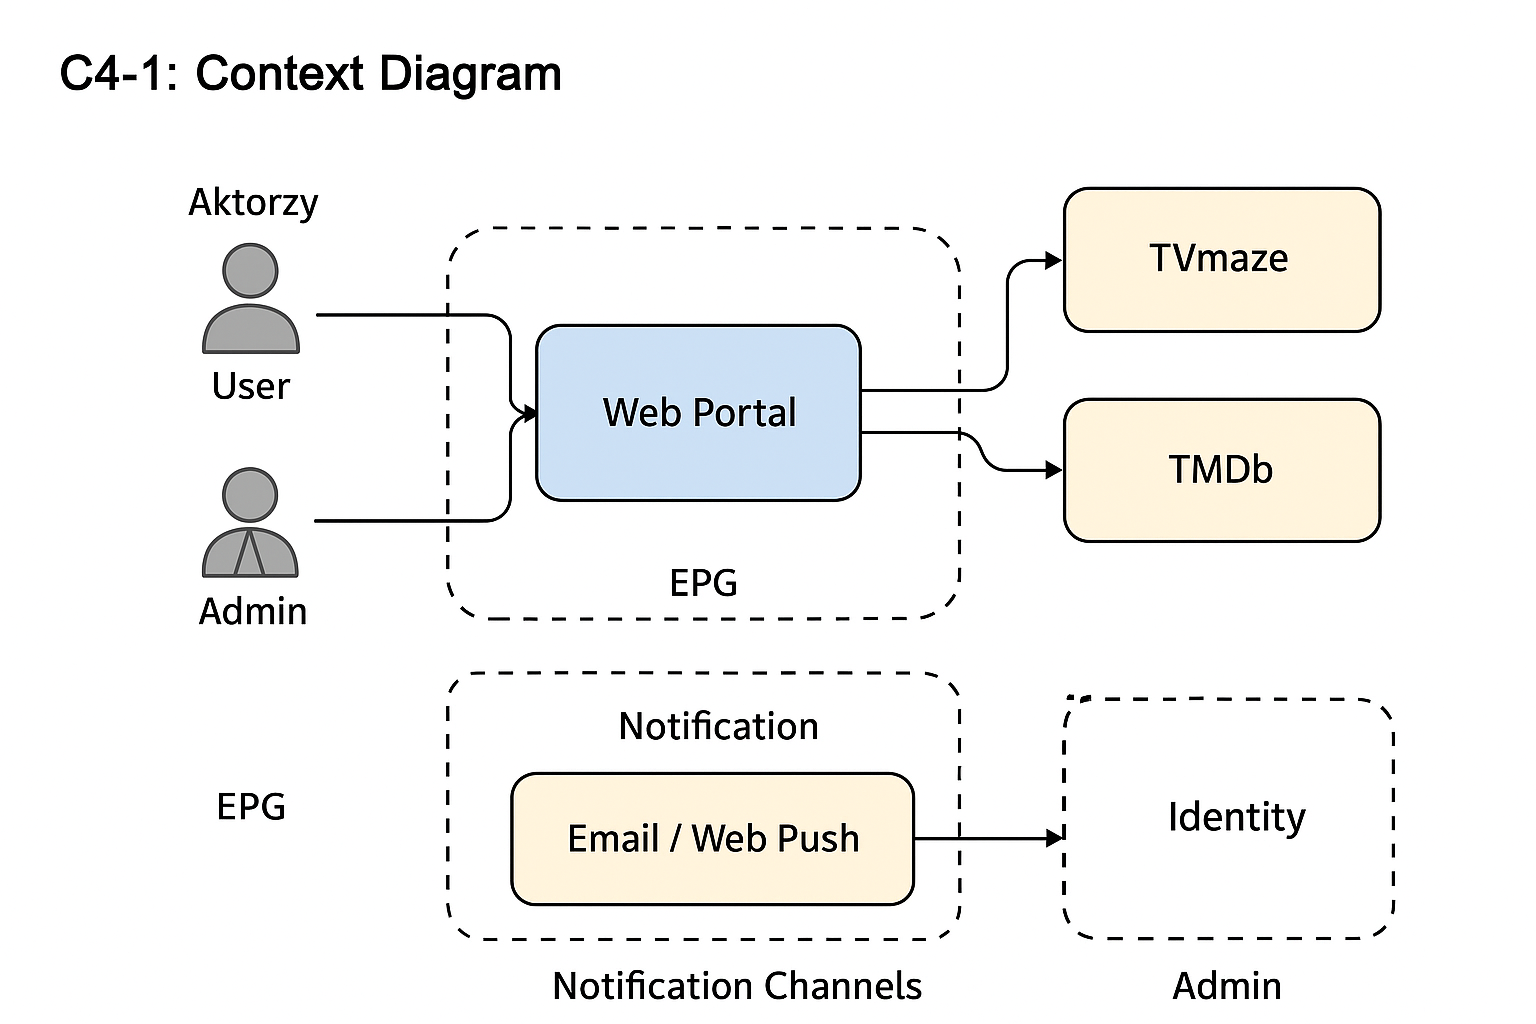 C4-1: Context Diagram
Aktorzy
User
Admin
Web Portal
EPG
TVmaze
TMDb
EPG
Notification
Email / Web Push
Notification Channels
Identity
Admin